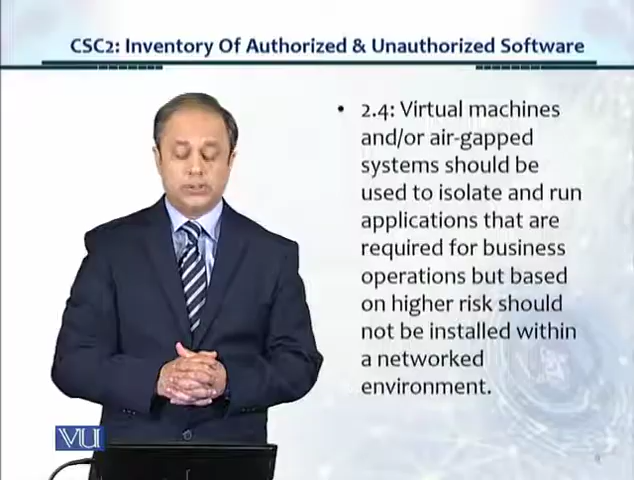 CSC2: Inventory Of Authorized & Unauthorized Software
• 2.4: Virtual machines
and/or air-gapped
systems should be
used to isolate and run
applications that are
required for business
operations but based
on higher risk should
not be installed within
a networked
environment.
VU